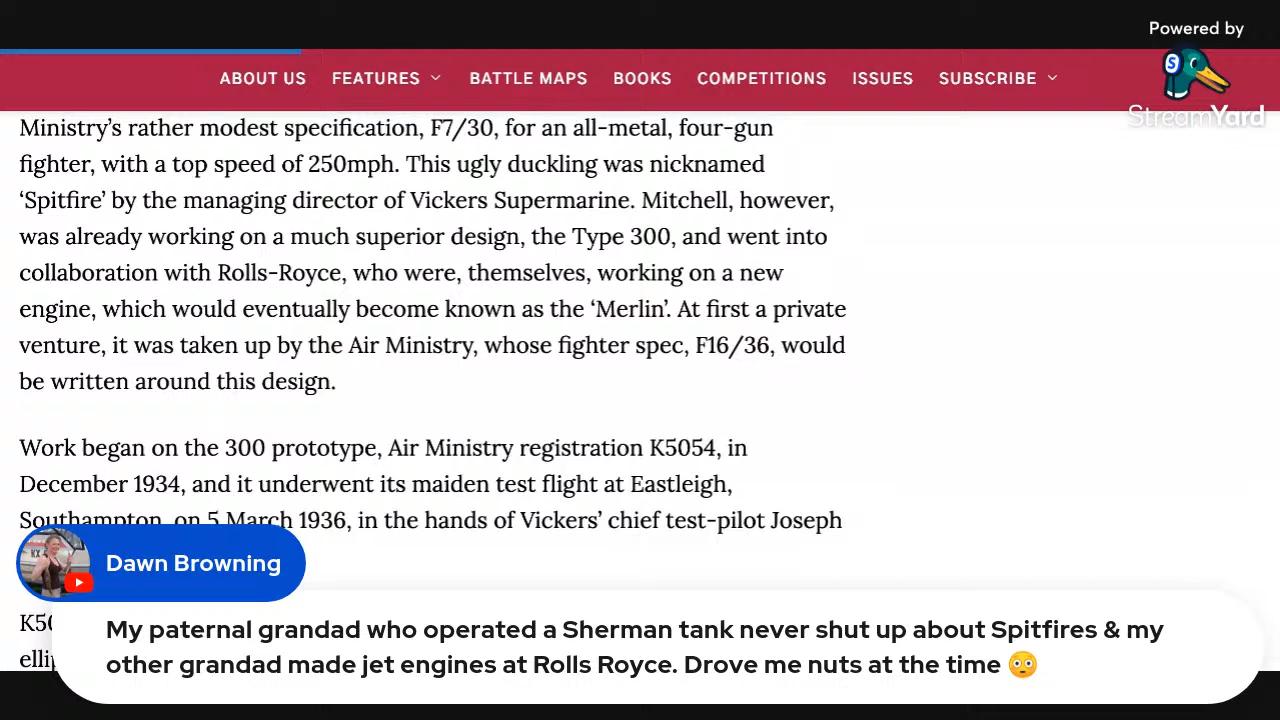 Powered by
ABOUT US FEATURES BATTLE MAPS BOOKS COMPETITIONS ISSUES SUBSCRIBE
S
StreamYard
Ministry’s rather modest specification, F7/30, for an all-metal, four-gun
fighter, with a top speed of 250mph. This ugly duckling was nicknamed
‘Spitfire’ by the managing director of Vickers Supermarine. Mitchell, however,
was already working on a much superior design, the Type 300, and went into
collaboration with Rolls-Royce, who were, themselves, working on a new
engine, which would eventually become known as the ‘Merlin’. At first a private
venture, it was taken up by the Air Ministry, whose fighter spec, F16/36, would
be written around this design.
Work began on the 300 prototype, Air Ministry registration K5054, in
December 1934, and it underwent its maiden test flight at Eastleigh,
Southampton, on 5 March 1936, in the hands of Vickers’ chief test-pilot Joseph
Dawn Browning
My paternal grandad who operated a Sherman tank never shut up about Spitfires & my
other grandad made jet engines at Rolls Royce. Drove me nuts at the time 😳